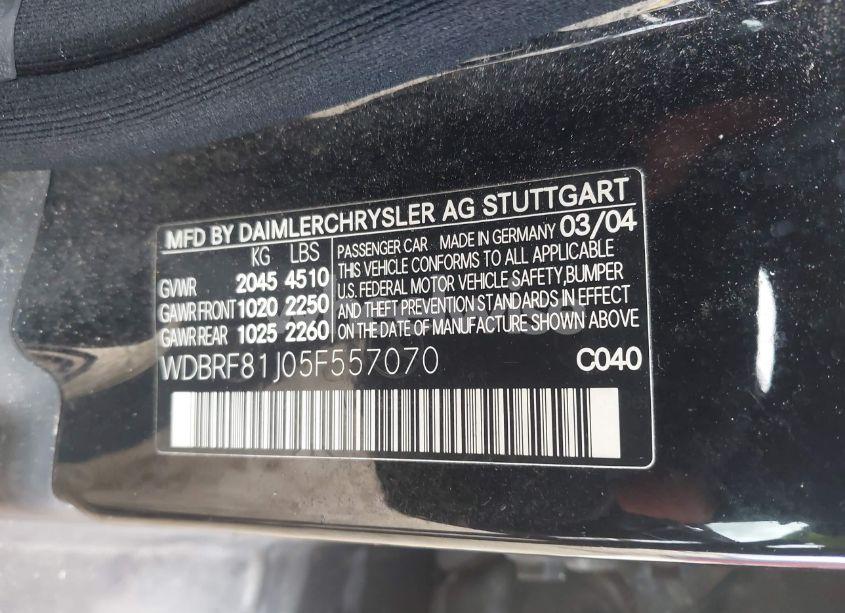 MFD BY DAIMLERCHRYSLER AG STUTTGART
KG LBS
GVWR 2045 4510
GAWR FRONT 1020 2250
GAWR REAR 1025 2260
PASSENGER CAR MADE IN GERMANY 03/04
THIS VEHICLE CONFORMS TO ALL APPLICABLE
U.S. FEDERAL MOTOR VEHICLE SAFETY,BUMPER
AND THEFT PREVENTION STANDARDS IN EFFECT
ON THE DATE OF MANUFACTURE SHOWN ABOVE
WDBRF81J05F557070 C040